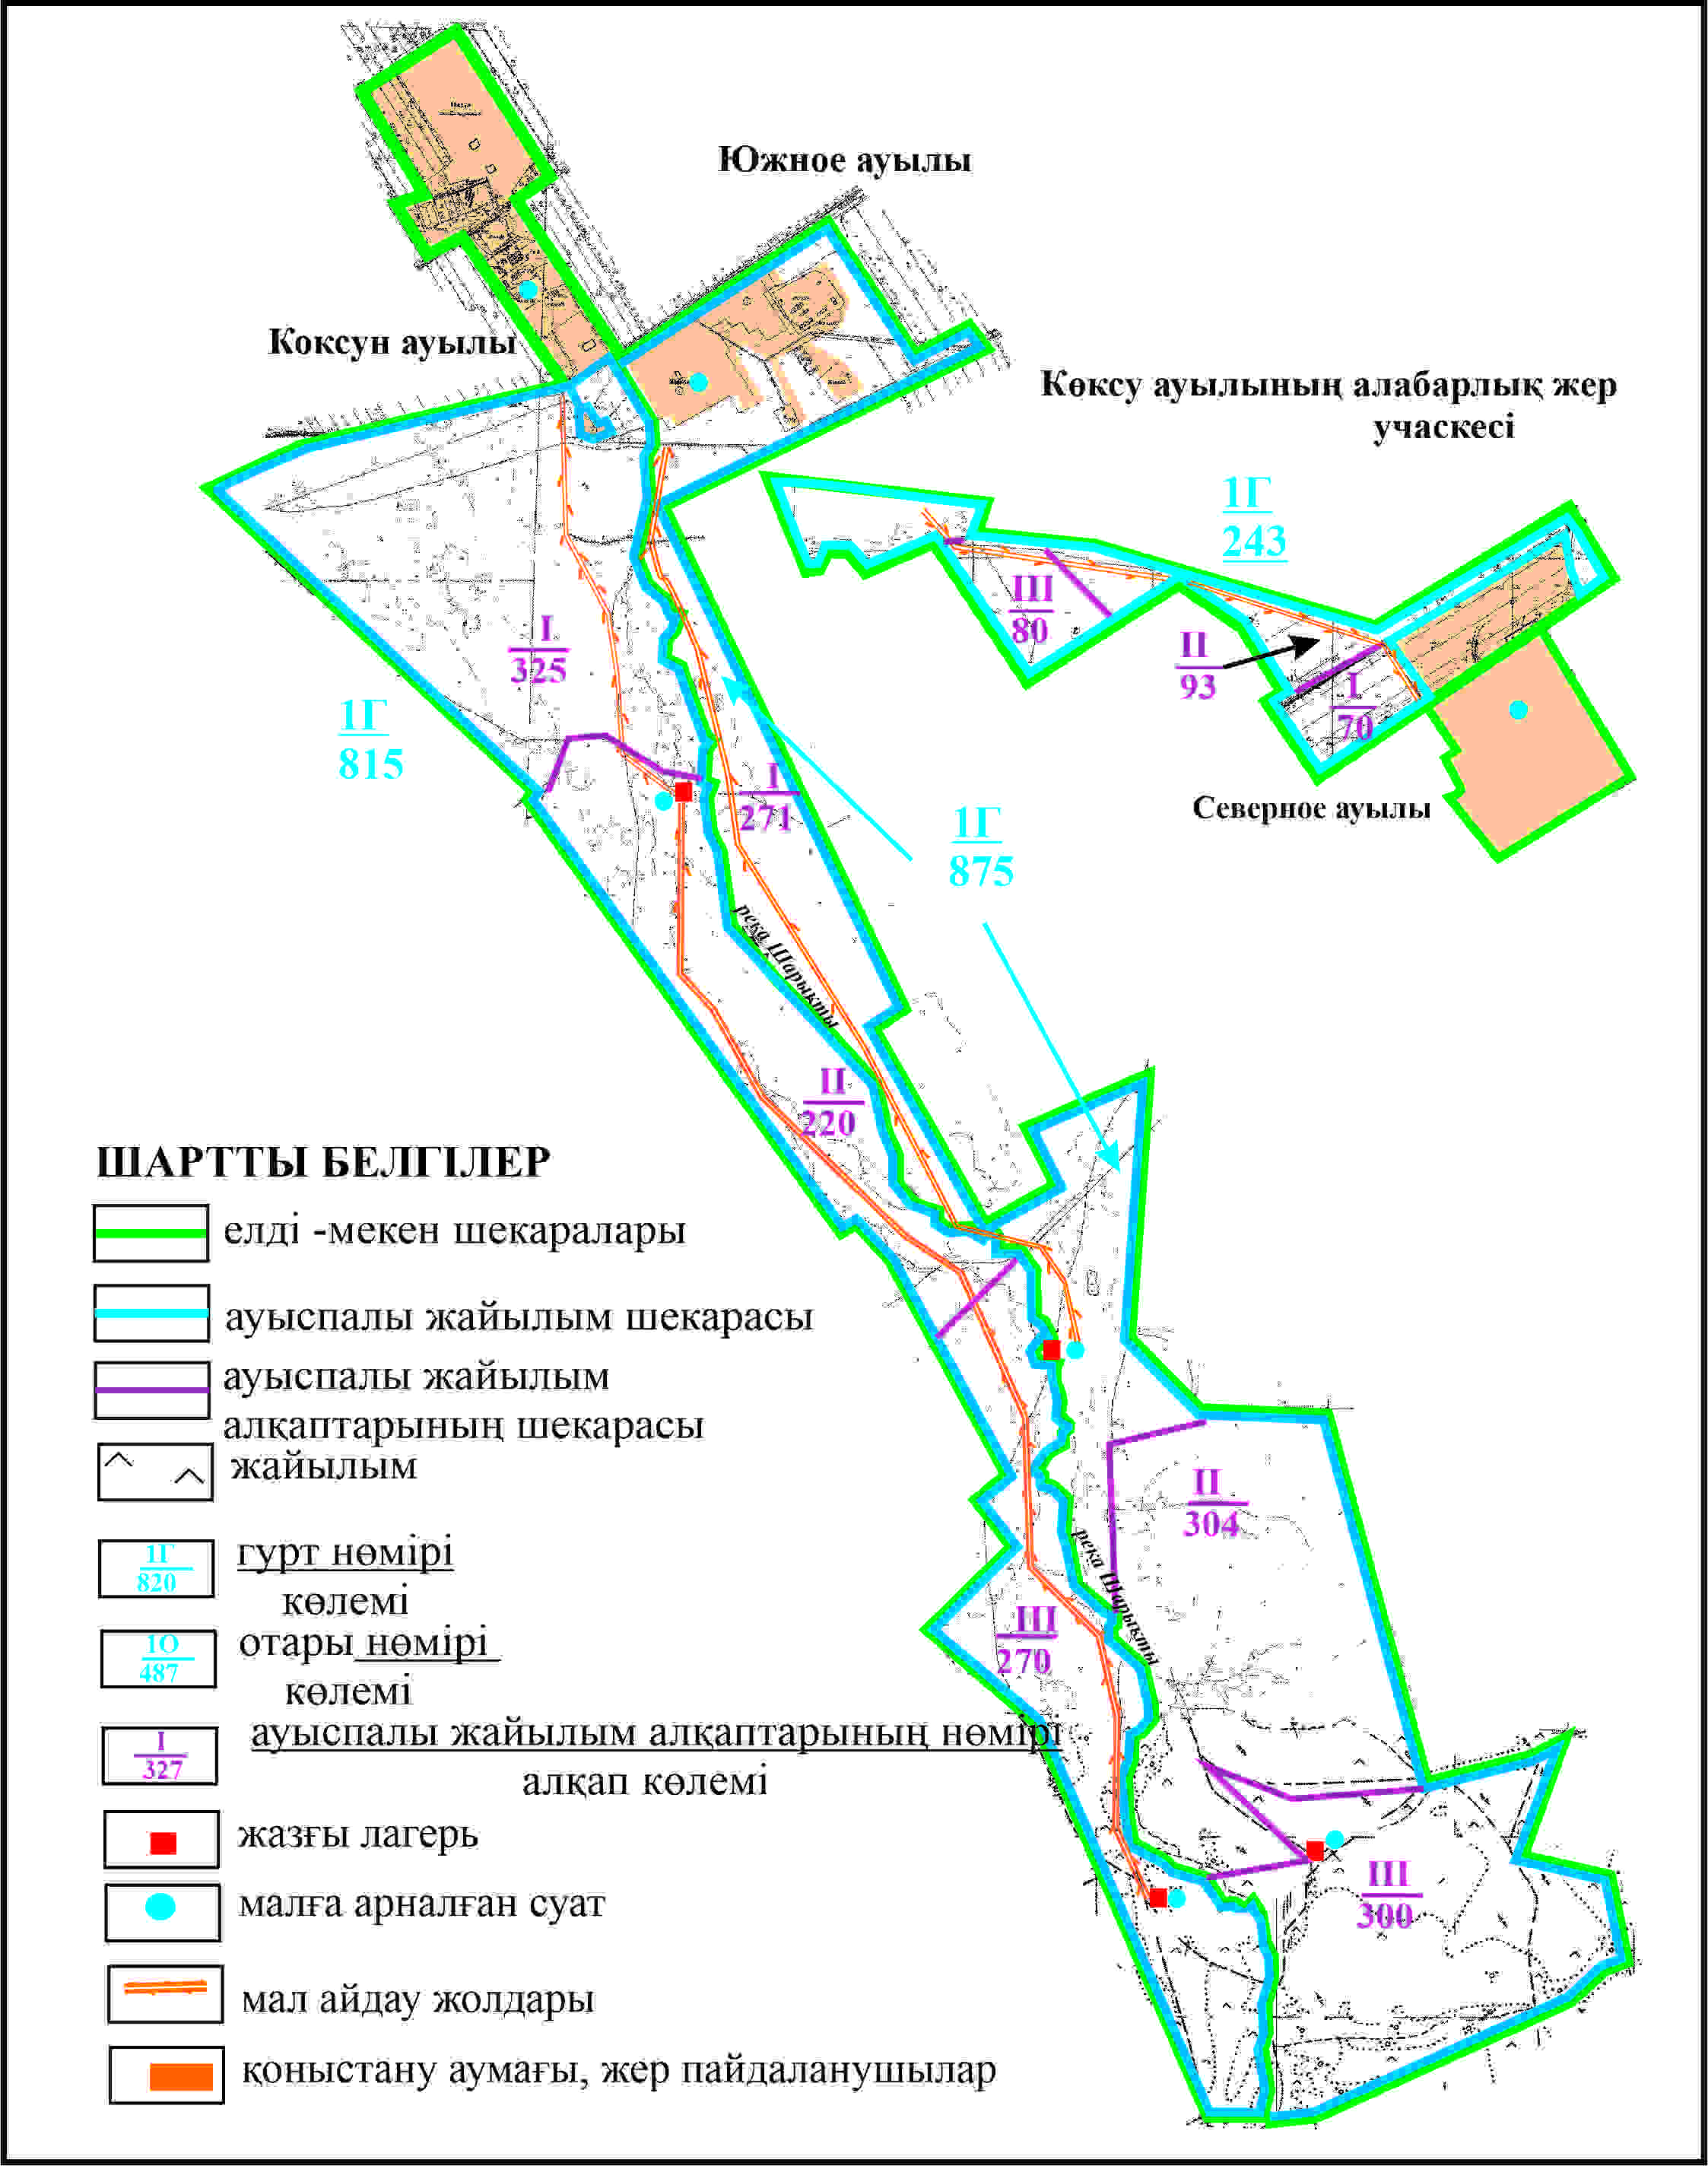 Южное ауылы
Коксун ауылы
Көксу ауылының алабарлық жер
учаскесі
1Г
243
III
80
II
93
I
70
Северное ауылы
I
325
1Г
815
I
271
1Г
875
река Шарықты
II
220
II
304
река Шарықты
III
270
III
300
ШАРТТЫ БЕЛГІЛЕР
елді -мекен шекаралары
ауыспалы жайылым шекарасы
ауыспалы жайылым
алқаптарының шекарасы
жайылым
1Г
820
гурт нөмірі
көлемі
1О
487
отары нөмірі
көлемі
I
327
ауыспалы жайылым алқаптарының нөмірі
алқап көлемі
жазғы лагерь
малға арналған суат
мал айдау жолдары
қоныстану аумағы, жер пайдаланушылар